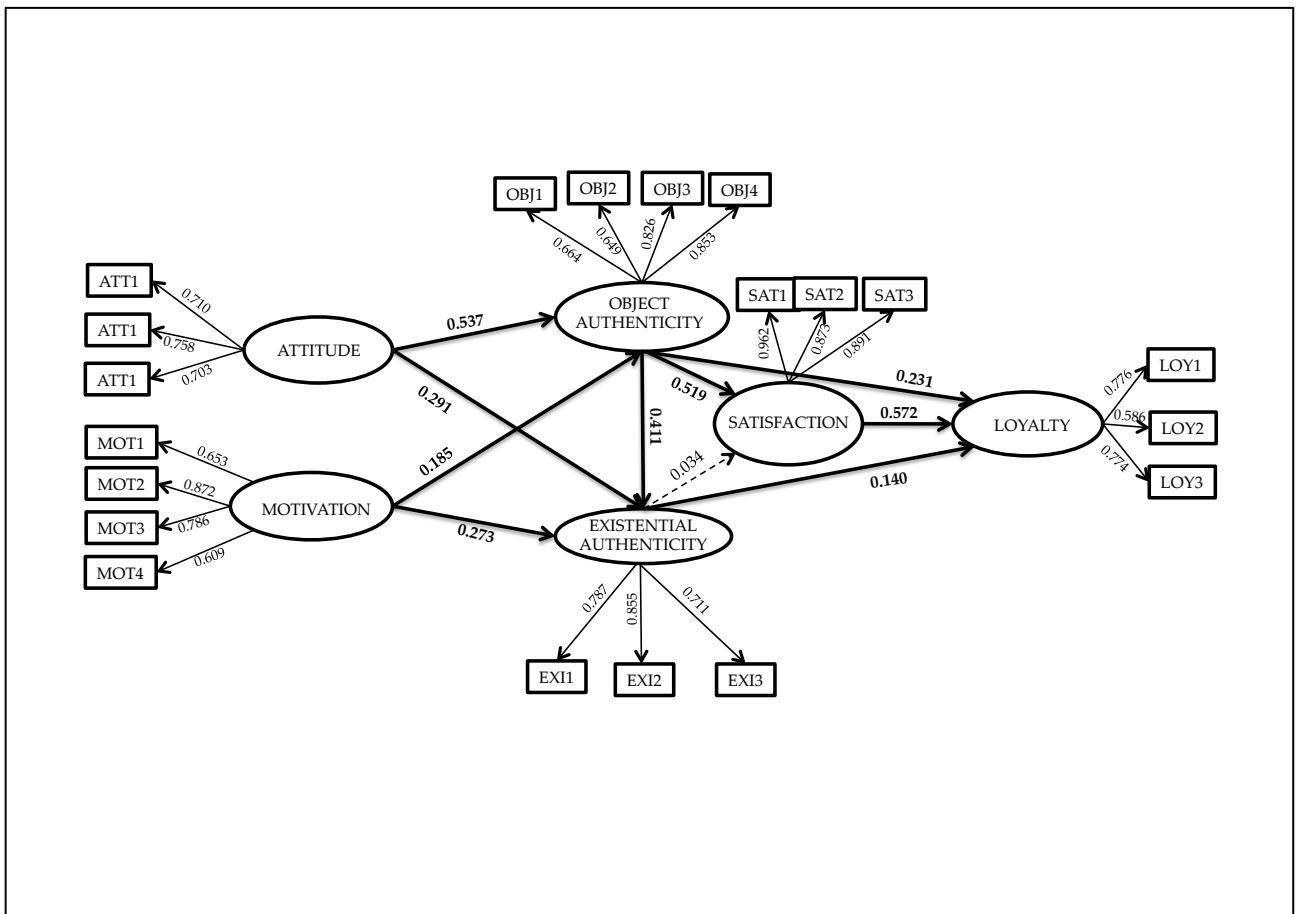 OBJ1
OBJ2
OBJ3
OBJ4
0.664
0.649
0.826
0.853
ATT1
ATT1
ATT1
0.710
0.758
0.703
ATTITUDE
0.537
OBJECT
AUTHENTICITY
SAT1
SAT2
SAT3
0.962
0.873
0.891
0.231
0.519
SATISFACTION
0.572
LOYALTY
0.776
0.586
0.774
LOY1
LOY2
LOY3
0.291
0.411
0.185
0.034
0.140
MOT1
MOT2
MOT3
MOT4
0.653
0.872
0.786
0.609
MOTIVATION
0.273
EXISTENTIAL
AUTHENTICITY
0.787
0.855
0.711
EXI1
EXI2
EXI3